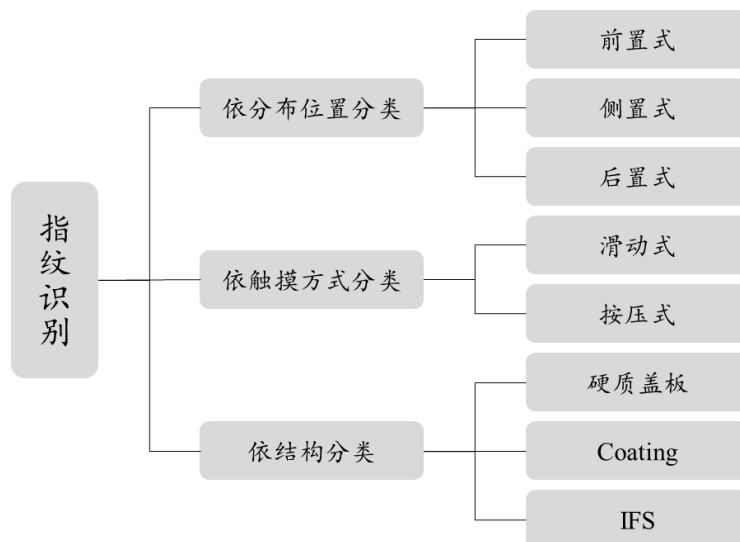 指纹识别
依分布位置分类
前置式
侧置式
后置式
依触摸方式分类
滑动式
按压式
依结构分类
硬质盖板
Coating
IFS